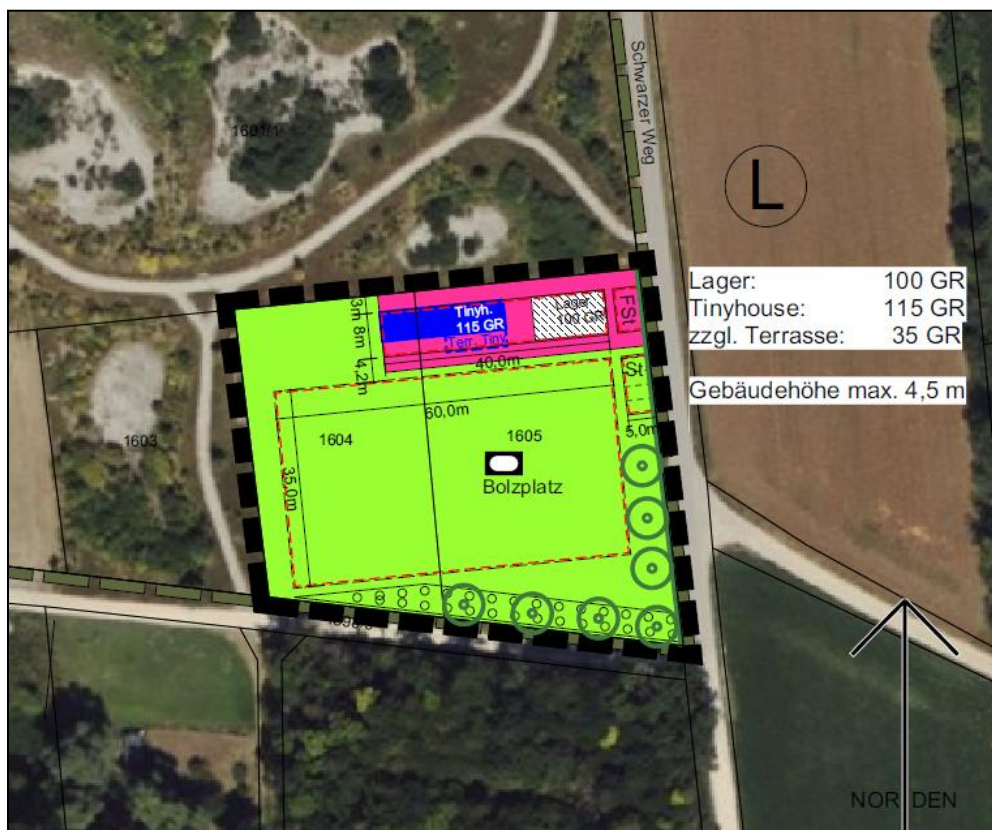 Schwarzer Weg
1601/1
L
Lager: 100 GR
Tinyhouse: 115 GR
zzgl. Terrasse: 35 GR
Gebäudehöhe max. 4,5 m
3m
8m
4,2m
Tinyh.
115 GR
Terr. Tiny
Lager
100 GR
FSt
40,0m
St
60,0m
5,0m
1603
1604
1605
35,0m
Bolzplatz
NORDEN